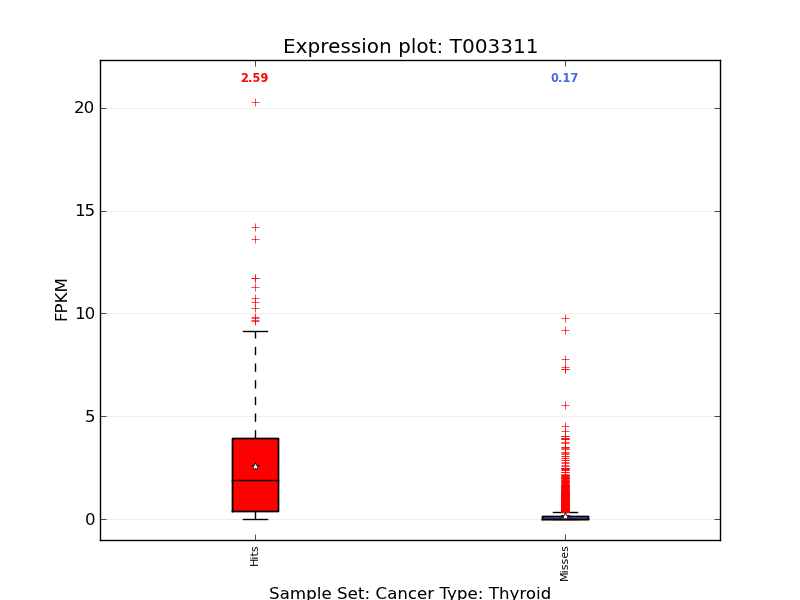 Expression plot: T003311
2.59 0.17
20
15
10
5
0
FPKM
Hits Misses
Sample Set: Cancer Type: Thyroid